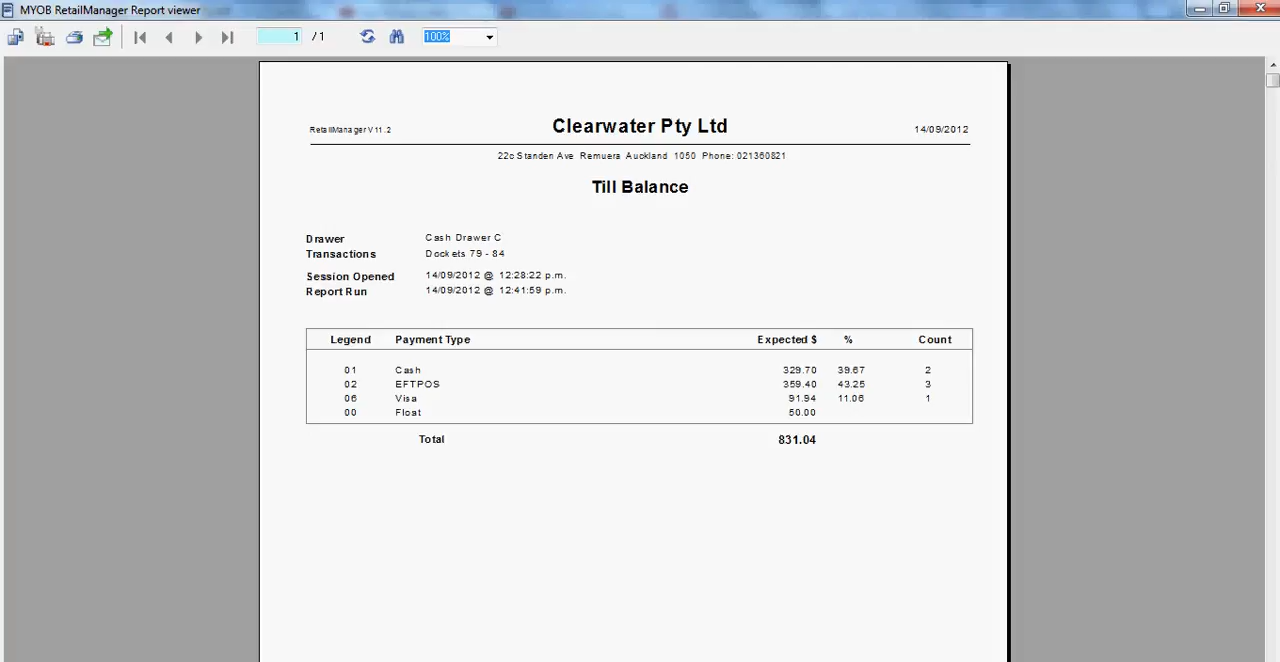 MYOB RetailManager Report viewer
1 /1 100%
RetailManager V 11.2 Clearwater Pty Ltd 14/09/2012
22c Standen Ave Remuera Auckland 1050 Phone: 021360821
Till Balance
Drawer Cash Drawer C
Transactions Dockets 79 - 84
Session Opened 14/09/2012 @ 12:28:22 p.m.
Report Run 14/09/2012 @ 12:41:59 p.m.
Legend Payment Type Expected $ % Count
01 Cash 329.70 39.67 2
02 EFTPOS 359.40 43.25 3
06 Visa 91.94 11.06 1
00 Float 50.00
Total 831.04